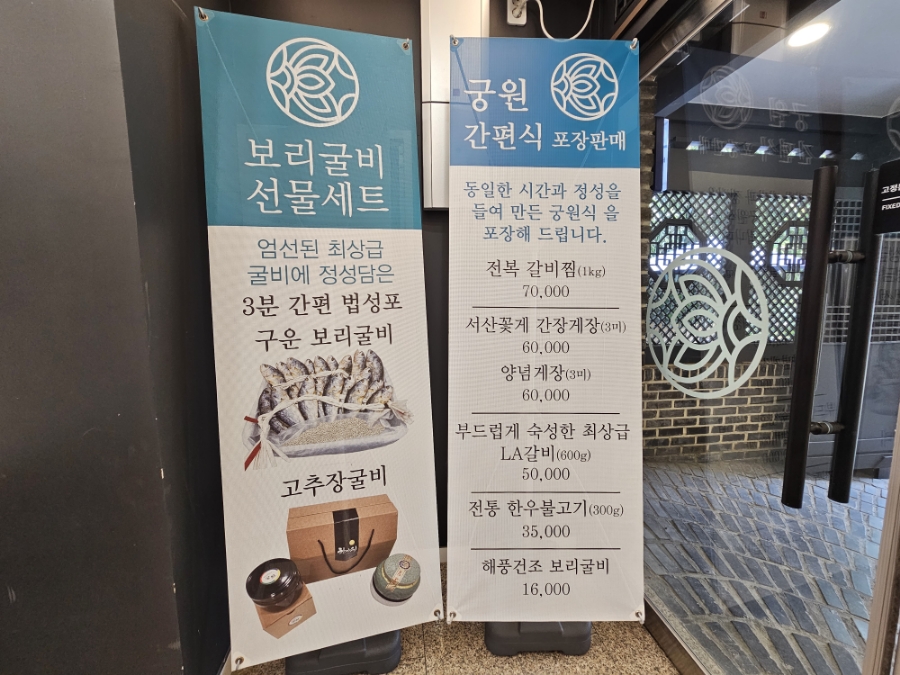 보리굴비
선물세트
엄선된 최상급
굴비에 정성담은
3분 간편 법성포
구운 보리굴비
고추장굴비
궁원
간편식 포장판매
동일한 시간과 정성을
들여 만든 궁원식 을
포장해 드립니다.
전복 갈비찜(1kg)
70,000
서산꽃게 간장게장(3미)
60,000
양념게장(3미)
60,000
부드럽게 숙성한 최상급
LA갈비(600g)
50,000
전통 한우불고기(300g)
35,000
해풍건조 보리굴비
16,000
FIXED